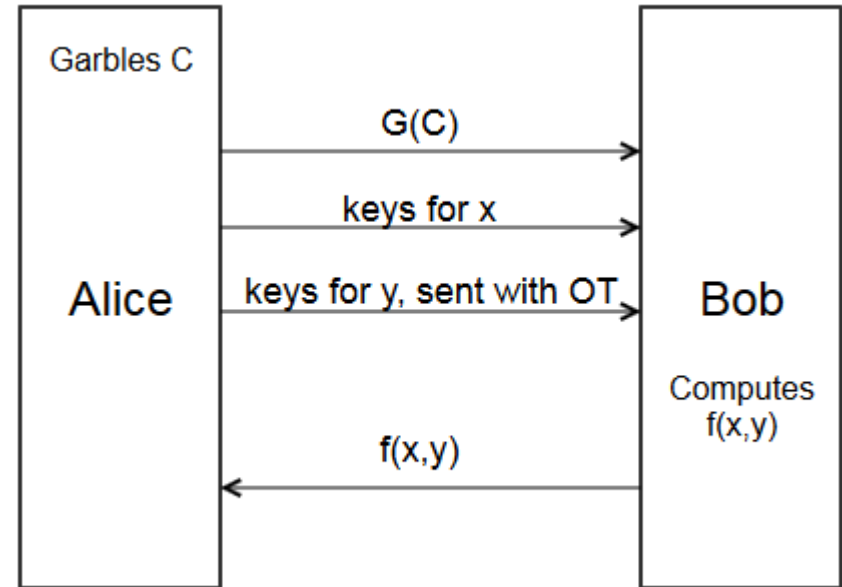 Garbles C
G(C)
keys for x
Alice
keys for y, sent with OT
Bob
Computes
f(x,y)
f(x,y)